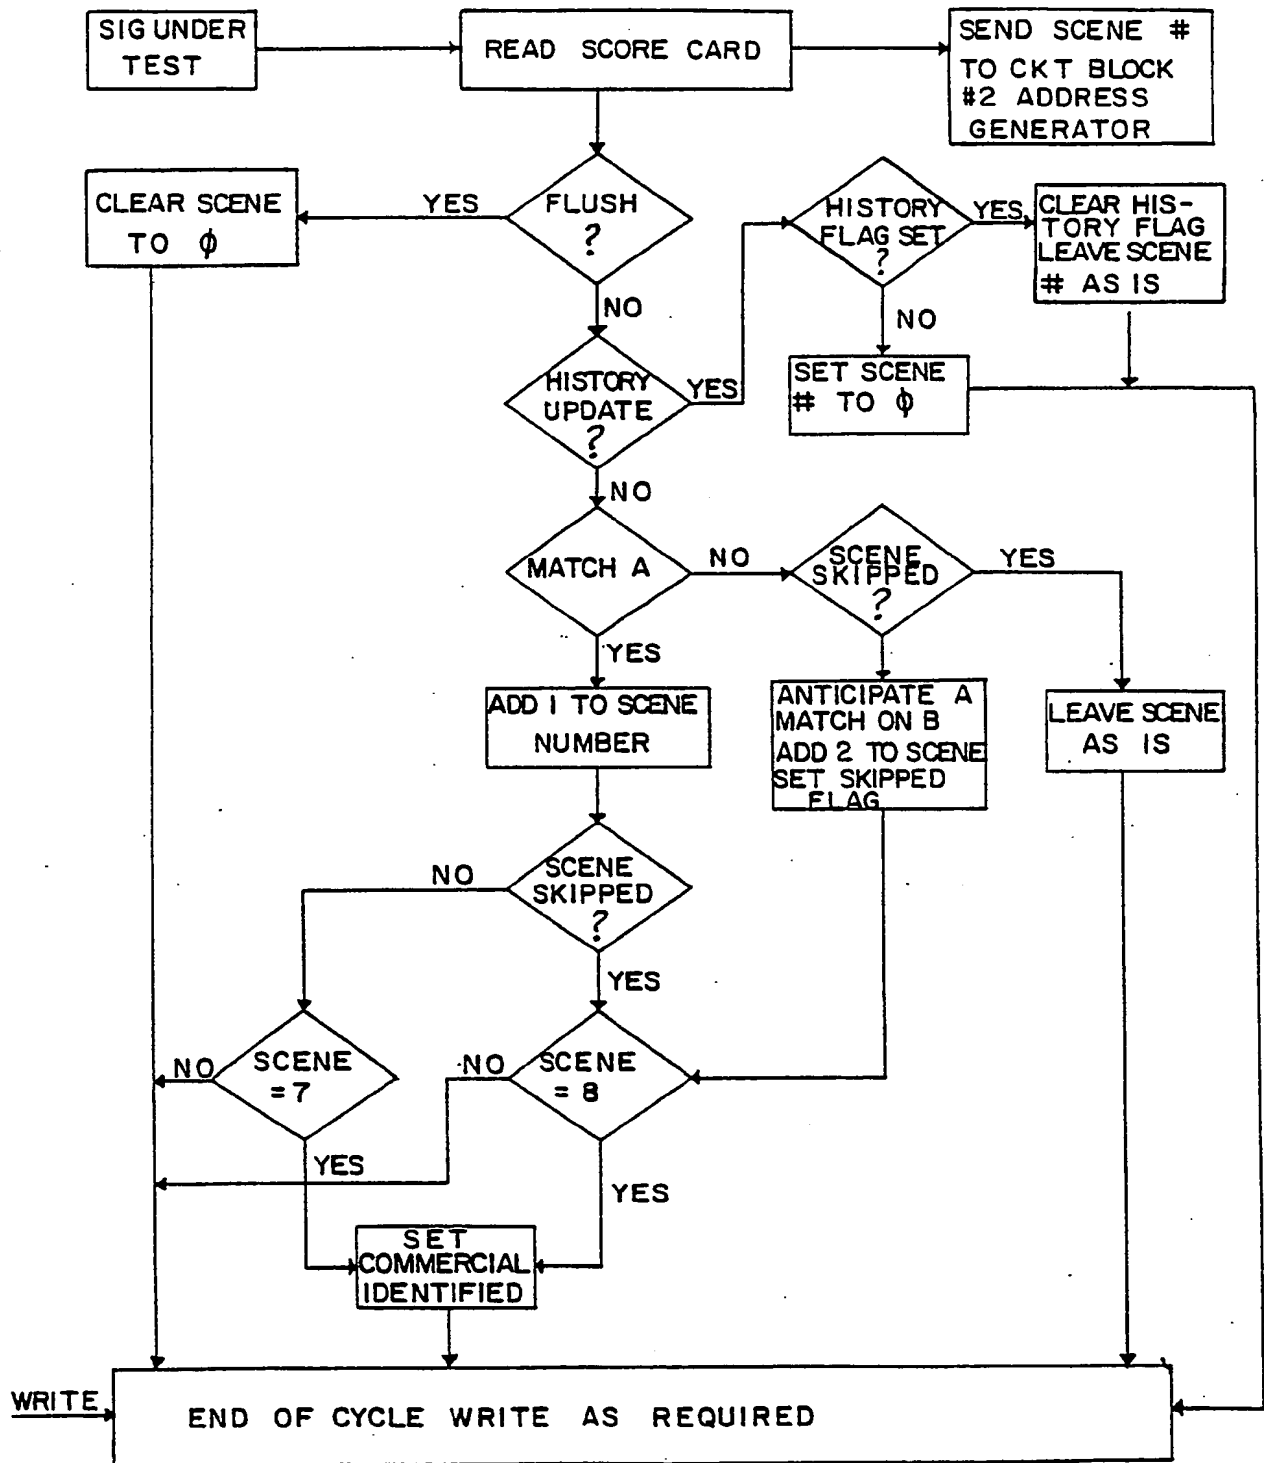 SIG UNDER
TEST
READ SCORE CARD
SEND SCENE #
TO CKT BLOCK
#2 ADDRESS
GENERATOR
CLEAR SCENE
TO ϕ
YES
FLUSH
?
NO
HISTORY
FLAG SET
?
YES
CLEAR HIS-
TORY FLAG
LEAVE SCENE
# AS IS
NO
HISTORY
UPDATE
?
YES
SET SCENE
# TO ϕ
NO
MATCH A
NO
SCENE
SKIPPED
?
YES
YES
ADD 1 TO SCENE
NUMBER
ANTICIPATE A
MATCH ON B
ADD 2 TO SCENE
SET SKIPPED
FLAG
LEAVE SCENE
AS IS
NO
SCENE
SKIPPED
?
YES
NO
SCENE
= 7
NO
SCENE
= 8
YES
YES
SET
COMMERCIAL
IDENTIFIED
WRITE
END OF CYCLE WRITE AS REQUIRED